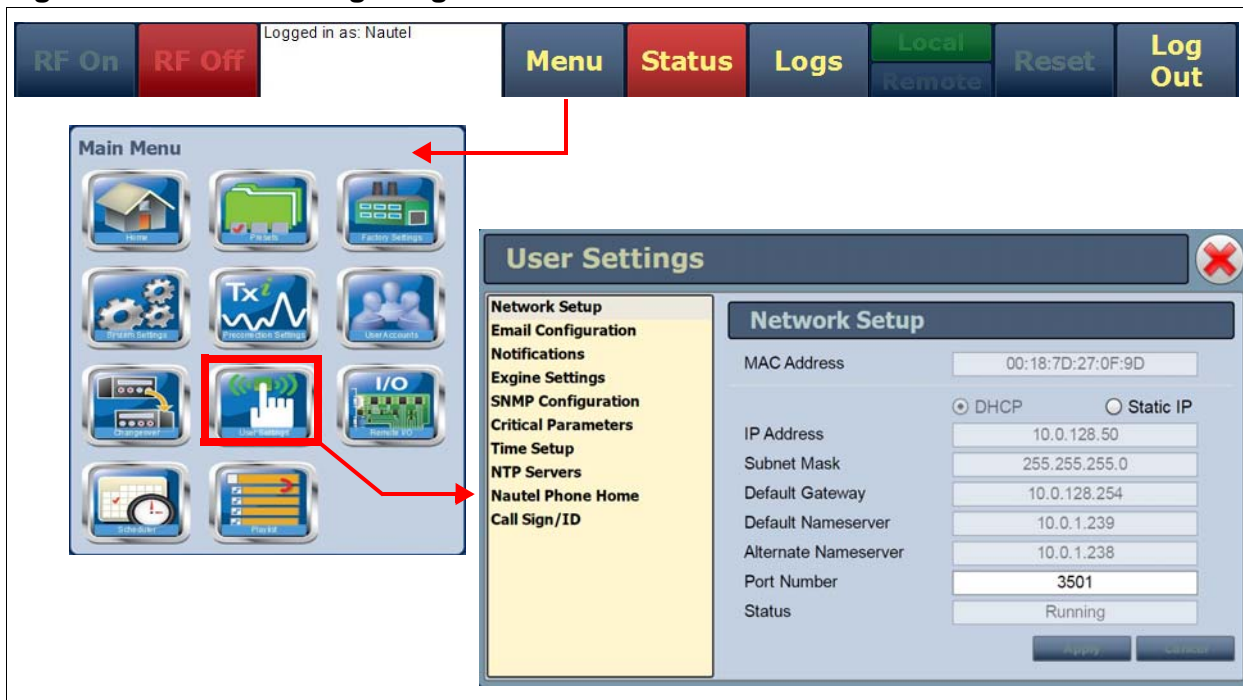 RF On
RF Off
Logged in as: Nautel
Menu
Status
Logs
Local
Remote
Reset
Log
Out
Main Menu
Home
Presets
Factory Settings
System Settings
Tx i
Preconnection Settings
User Accounts
Changeover
User Settings
I/O
Remote I/O
Scheduler
Playlist
User Settings
Network Setup
Email Configuration
Notifications
Exgine Settings
SNMP Configuration
Critical Parameters
Time Setup
NTP Servers
Nautel Phone Home
Call Sign/ID
Network Setup
MAC Address 00:18:7D:27:0F:9D
DHCP Static IP
IP Address 10.0.128.50
Subnet Mask 255.255.255.0
Default Gateway 10.0.128.254
Default Nameserver 10.0.1.239
Alternate Nameserver 10.0.1.238
Port Number 3501
Status Running
Apply Cancel